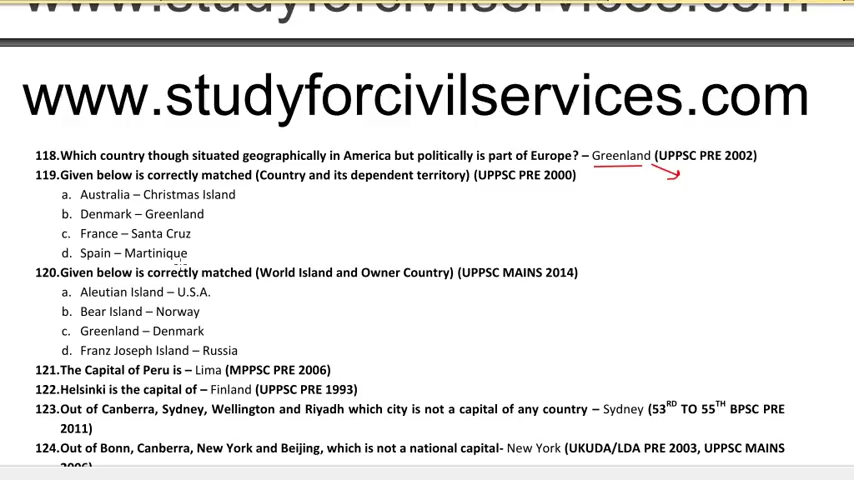 www.studyforcivilservices.com
www.studyforcivilservices.com
118.Which country though situated geographically in America but politically is part of Europe? – Greenland (UPPSC PRE 2002)
119.Given below is correctly matched (Country and its dependent territory) (UPPSC PRE 2000)
a. Australia – Christmas Island
b. Denmark – Greenland
c. France – Santa Cruz
d. Spain – Martinique
120.Given below is correctly matched (World Island and Owner Country) (UPPSC MAINS 2014)
a. Aleutian Island – U.S.A.
b. Bear Island – Norway
c. Greenland – Denmark
d. Franz Joseph Island – Russia
121.The Capital of Peru is – Lima (MPPSC PRE 2006)
122.Helsinki is the capital of – Finland (UPPSC PRE 1993)
123.Out of Canberra, Sydney, Wellington and Riyadh which city is not a capital of any country – Sydney (53RD TO 55TH BPSC PRE
2011)
124.Out of Bonn, Canberra, New York and Beijing, which is not a national capital- New York (UKUDA/LDA PRE 2003, UPPSC MAINS
2006)